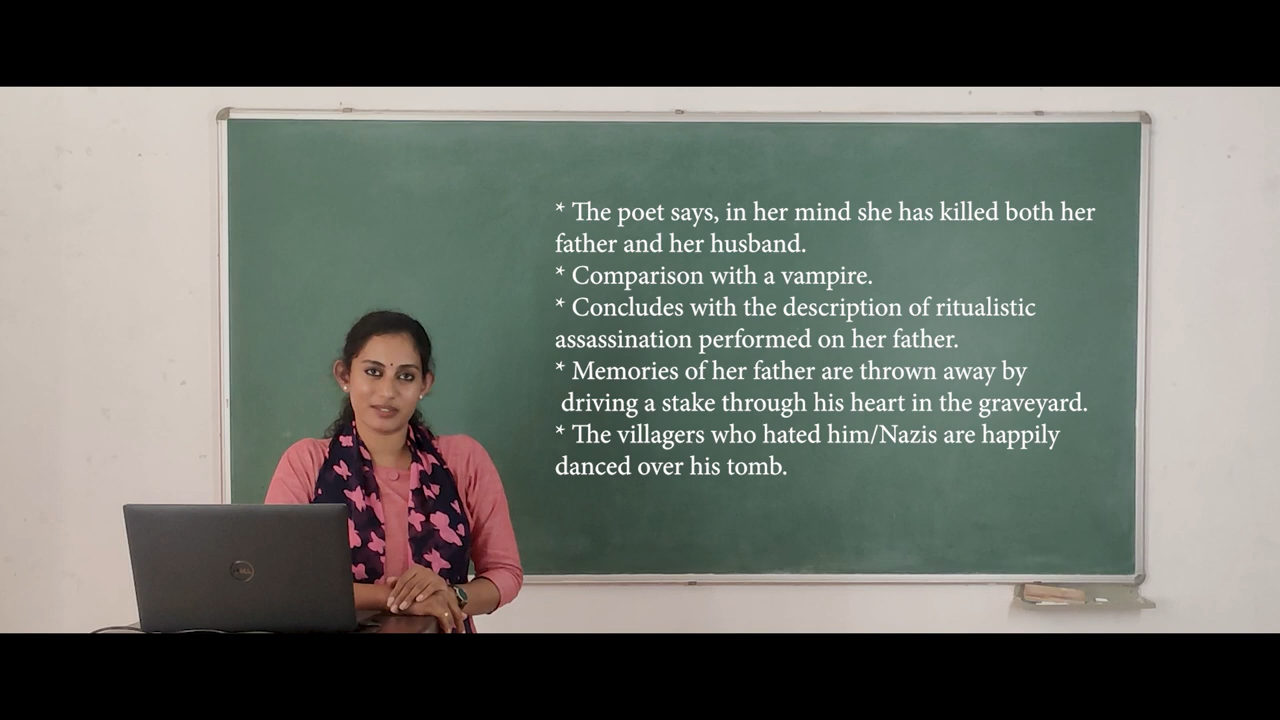 * The poet says, in her mind she has killed both her
father and her husband.
* Comparison with a vampire.
* Concludes with the description of ritualistic
assassination performed on her father.
* Memories of her father are thrown away by
driving a stake through his heart in the graveyard.
* The villagers who hated him/Nazis are happily
danced over his tomb.
DELL